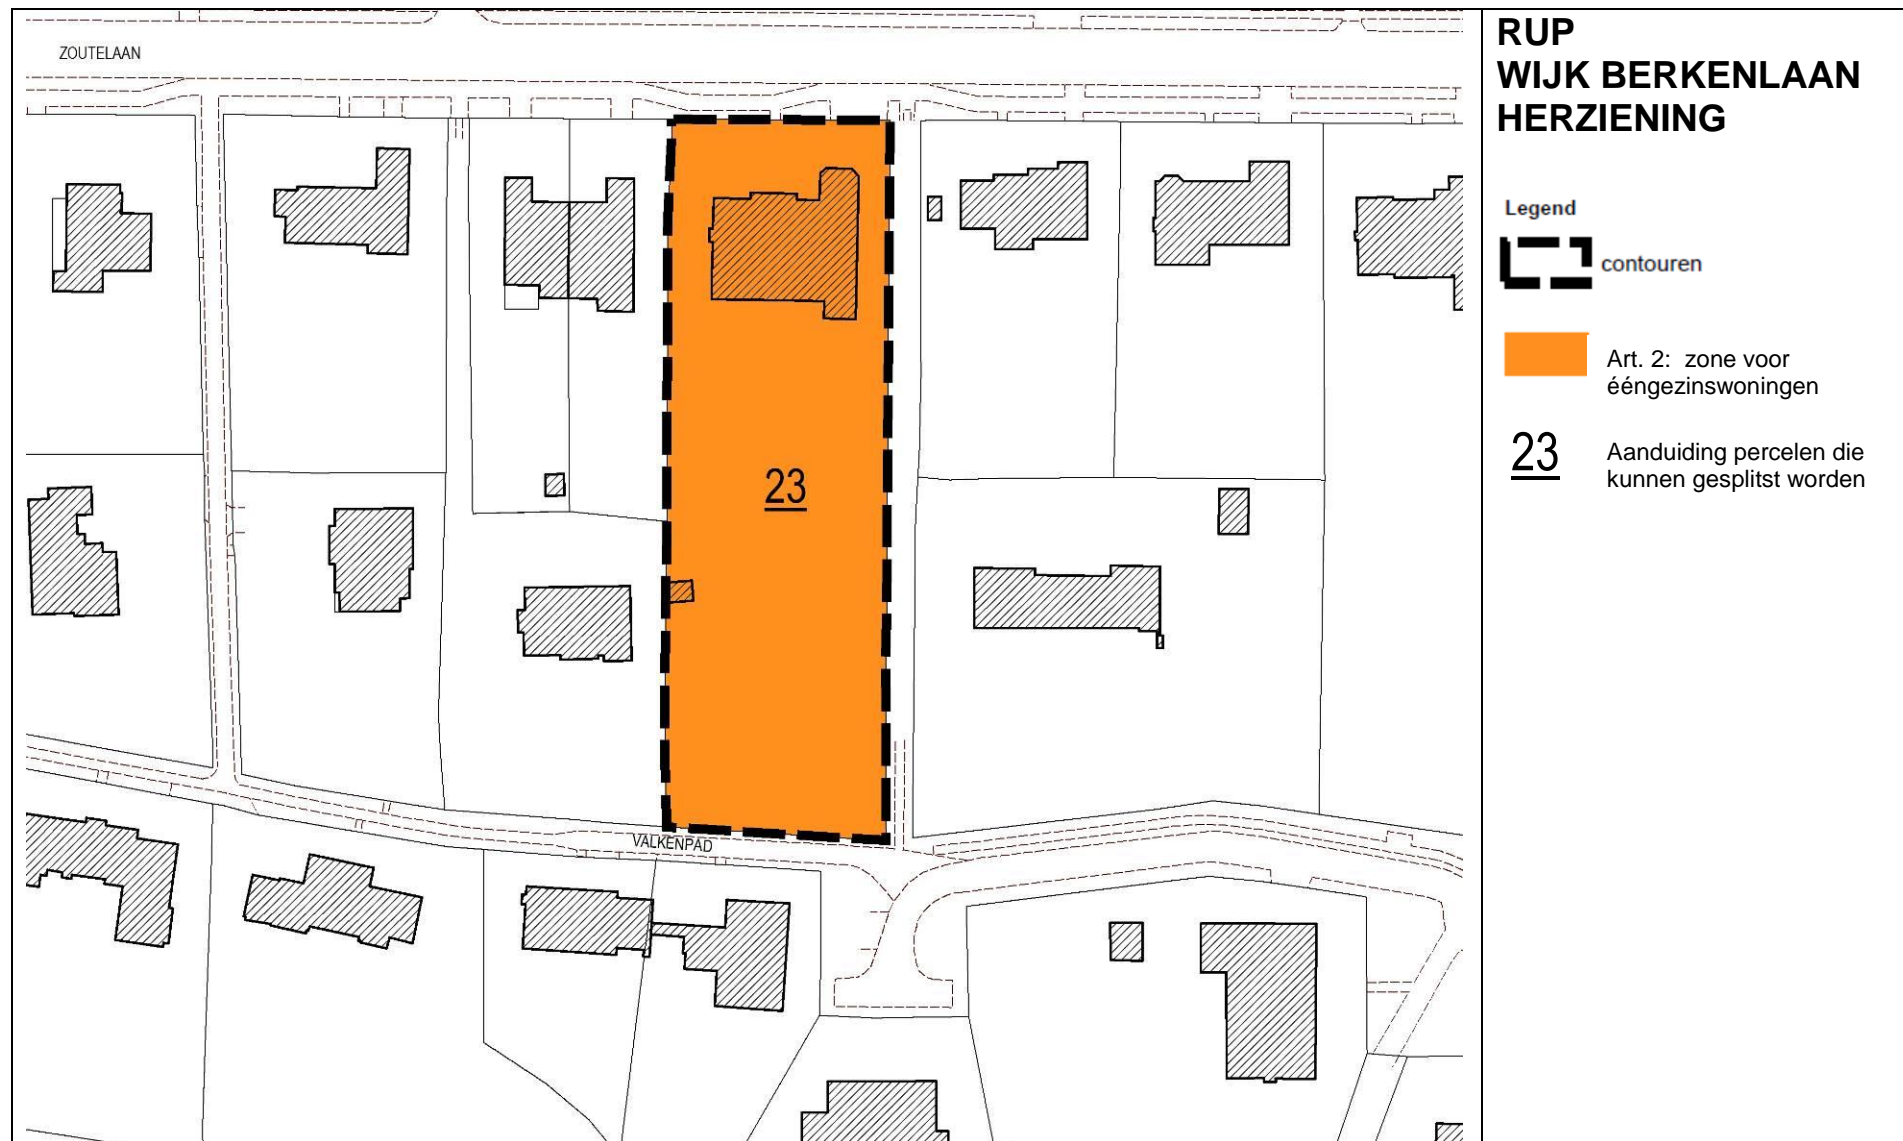 ZOUTELAAN
23
VALKENPAD
RUP
WIJK BERKENLAAN
HERZIENING
Legend
contouren
Art. 2: zone voor
ééngezinswoningen
23
Aanduiding percelen die
kunnen gesplitst worden